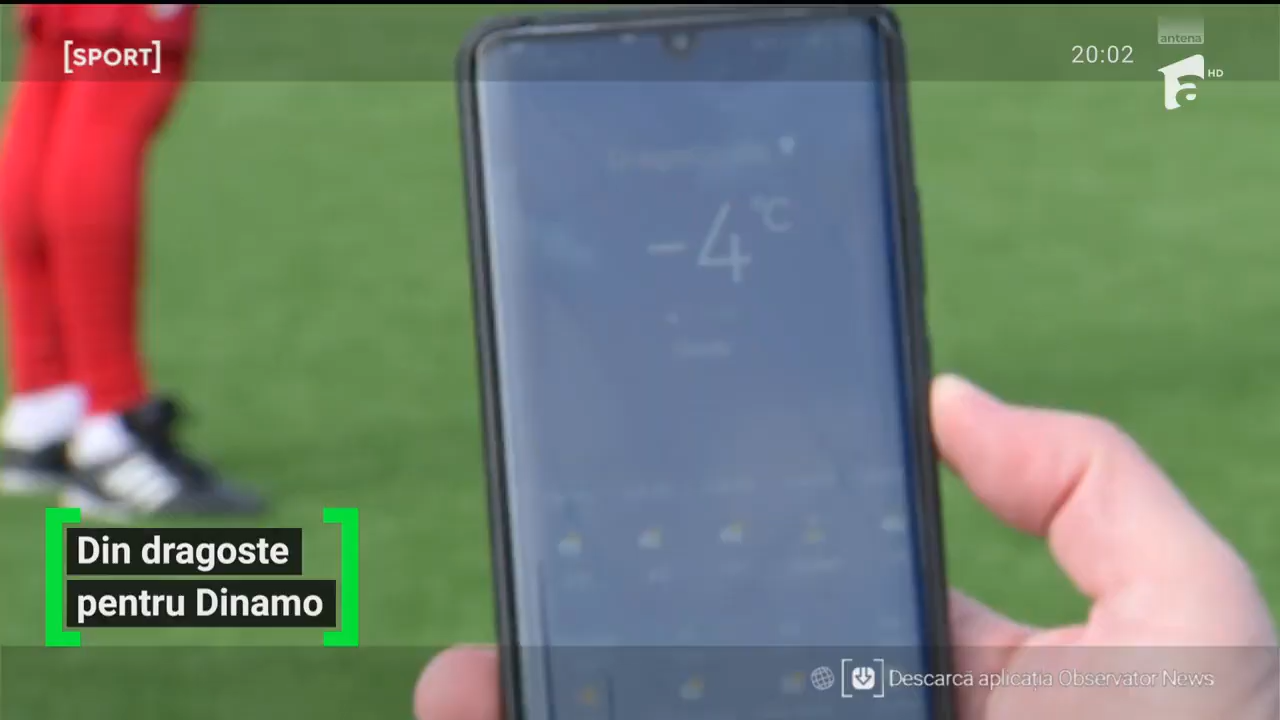 [SPORT]
20:02
antena
HD
-4°C
Din dragoste
pentru Dinamo
Descarcă aplicația Observator News